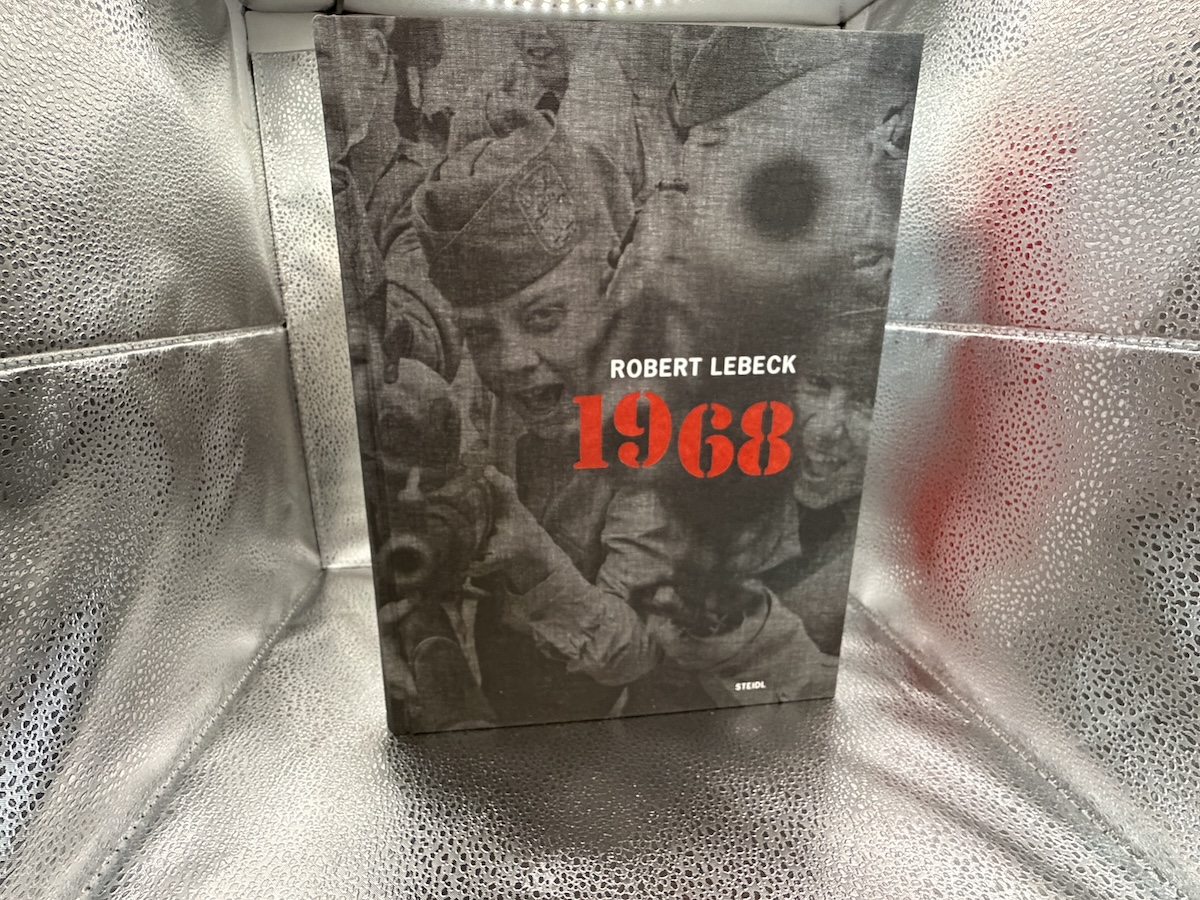 ROBERT LEBECK
1968
STEIDL